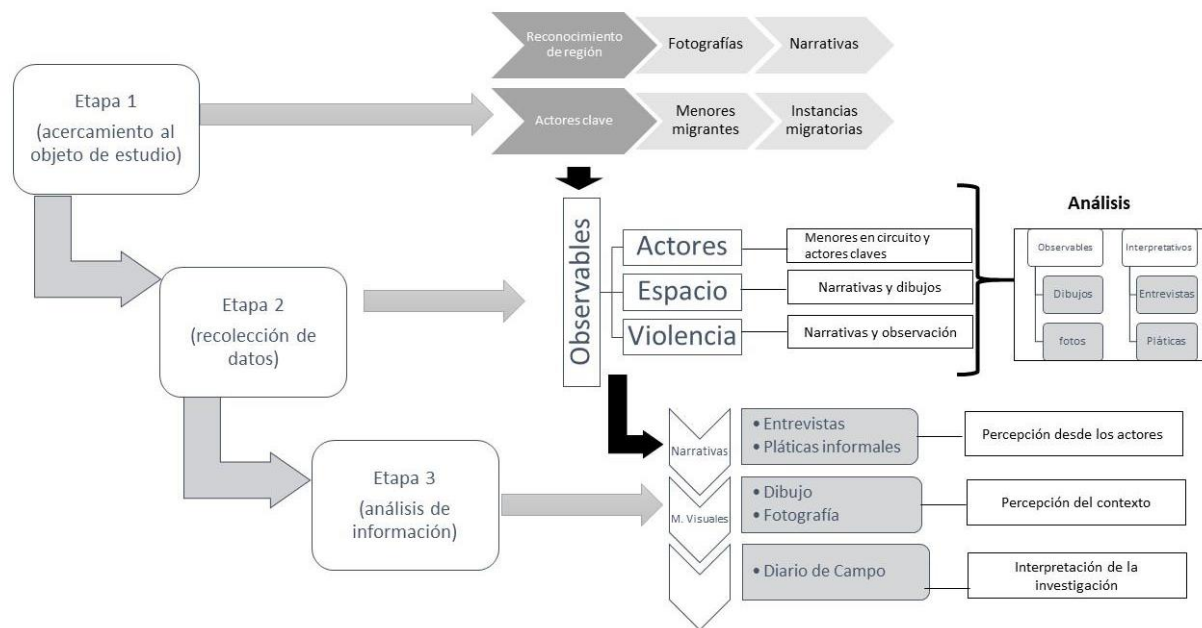 Reconocimiento
de región
Fotografías
Narrativas
Etapa 1
(acercamiento al
objeto de estudio)
Actores clave
Menores
migrantes
Instancias
migratorias
Observables
Actores
Menores en circuito y
actores claves
Espacio
Narrativas y dibujos
Violencia
Narrativas y observación
Análisis
Observables
Interpretativos
Dibujos
Entrevistas
fotos
Pláticas
Etapa 2
(recolección de
datos)
Narrativas
• Entrevistas
• Pláticas informales
Percepción desde los actores
Etapa 3
(análisis de
información)
M. Visuales
• Dibujo
• Fotografía
Percepción del contexto
• Diario de Campo
Interpretación de la
investigación